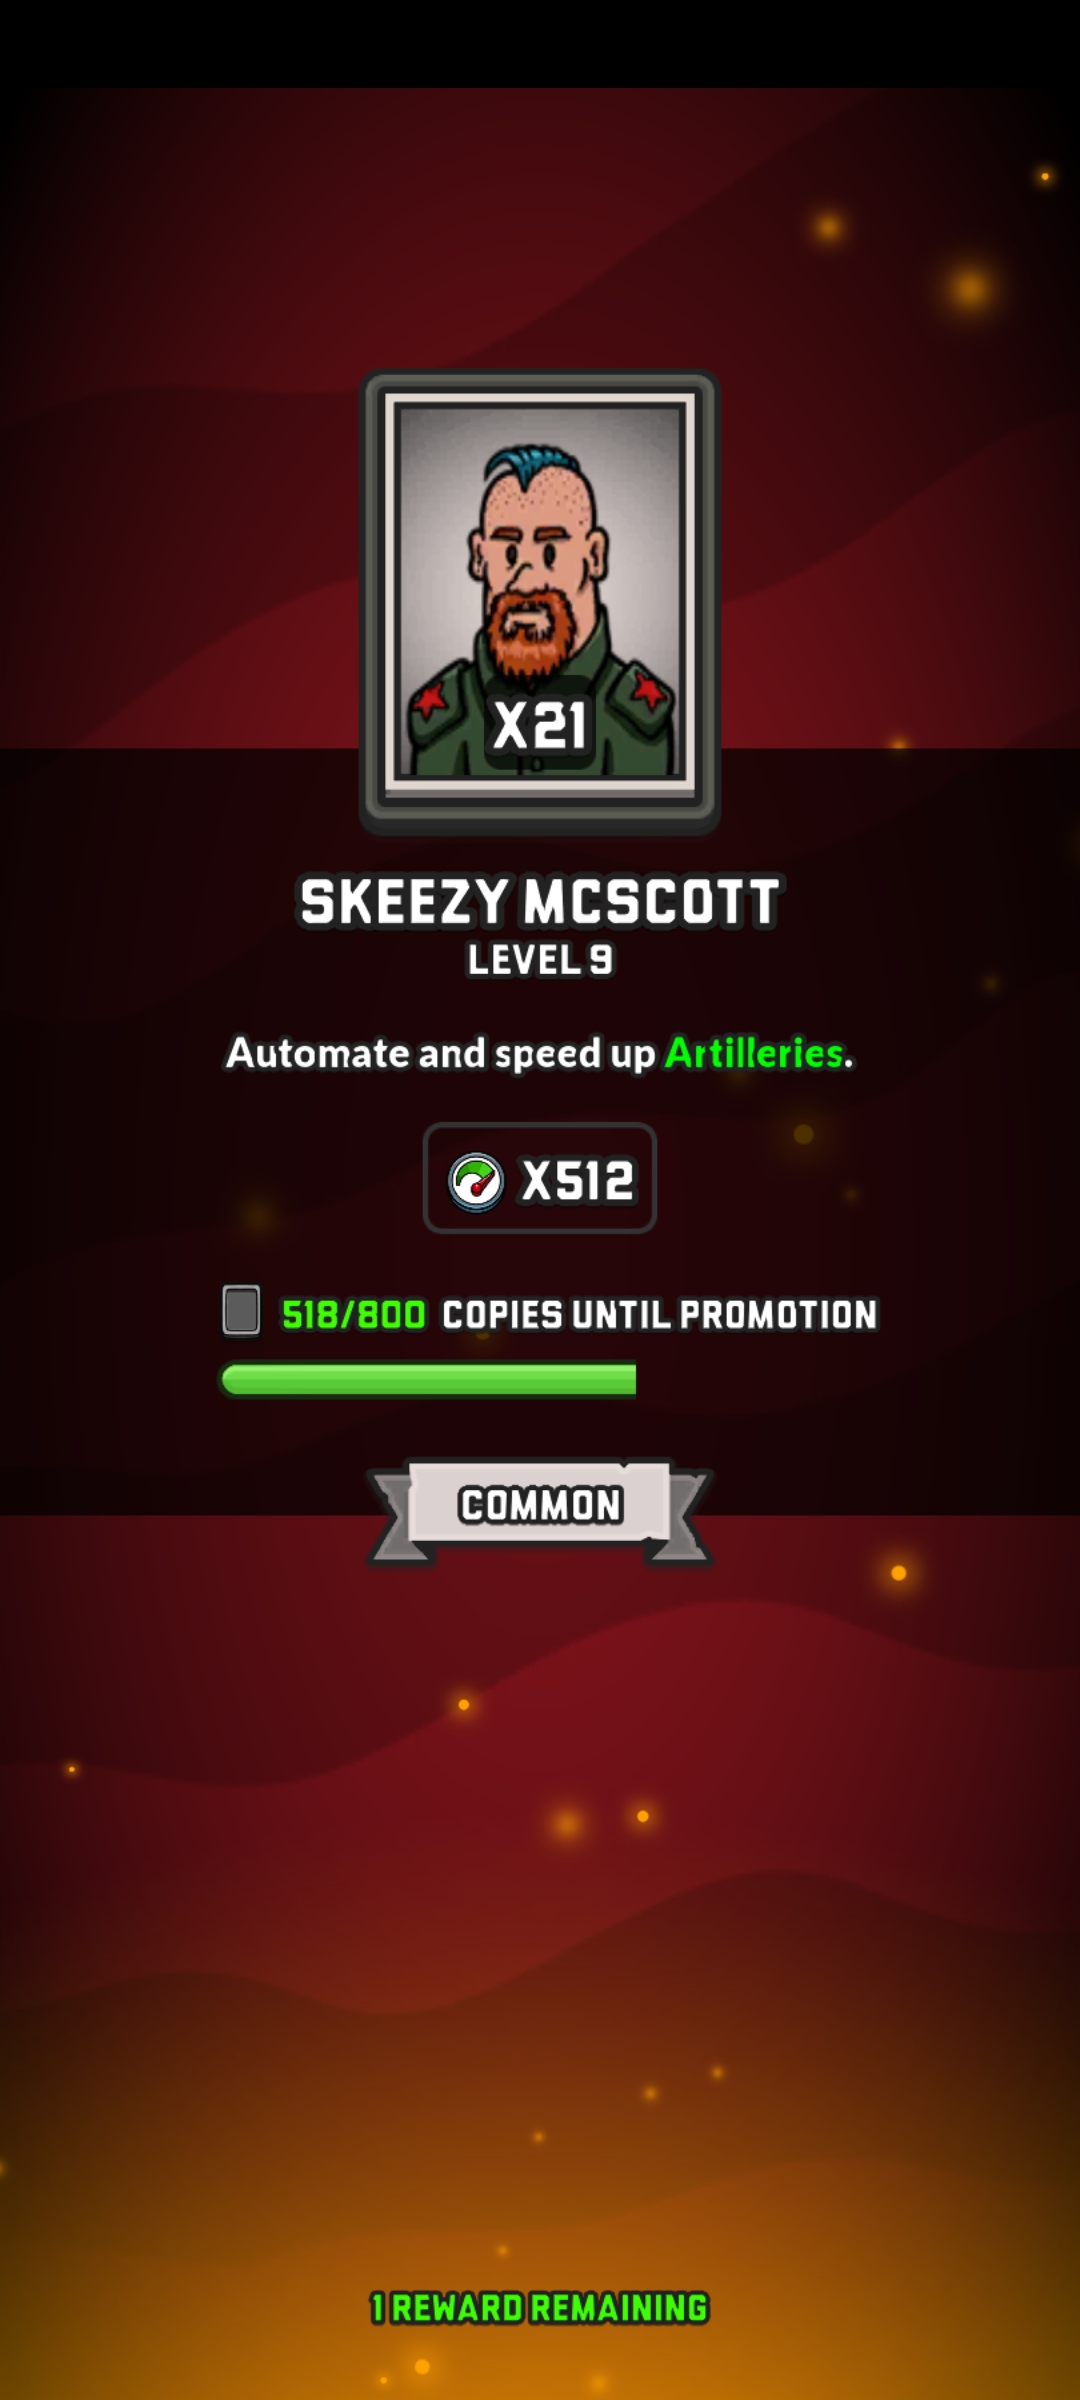 X21
SKEEZY MCSCOTT
LEVEL 9
Automate and speed up Artilleries.
X512
518/800 COPIES UNTIL PROMOTION
COMMON
1 REWARD REMAINING